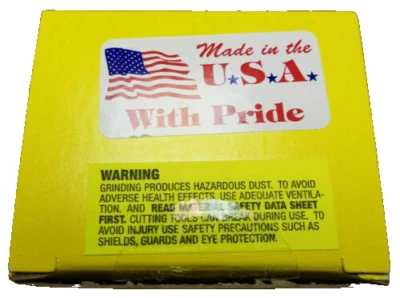 Made in the
U.S.A.
With Pride
WARNING
GRINDING PRODUCES HAZARDOUS DUST. TO AVOID
ADVERSE HEALTH EFFECTS, USE ADEQUATE VENTILA-
TION. AND READ MATERIAL SAFETY DATA SHEET
FIRST. CUTTING TOOLS CAN BREAK DURING USE. TO
AVOID INJURY USE SAFETY PRECAUTIONS SUCH AS
SHIELDS, GUARDS AND EYE PROTECTION.